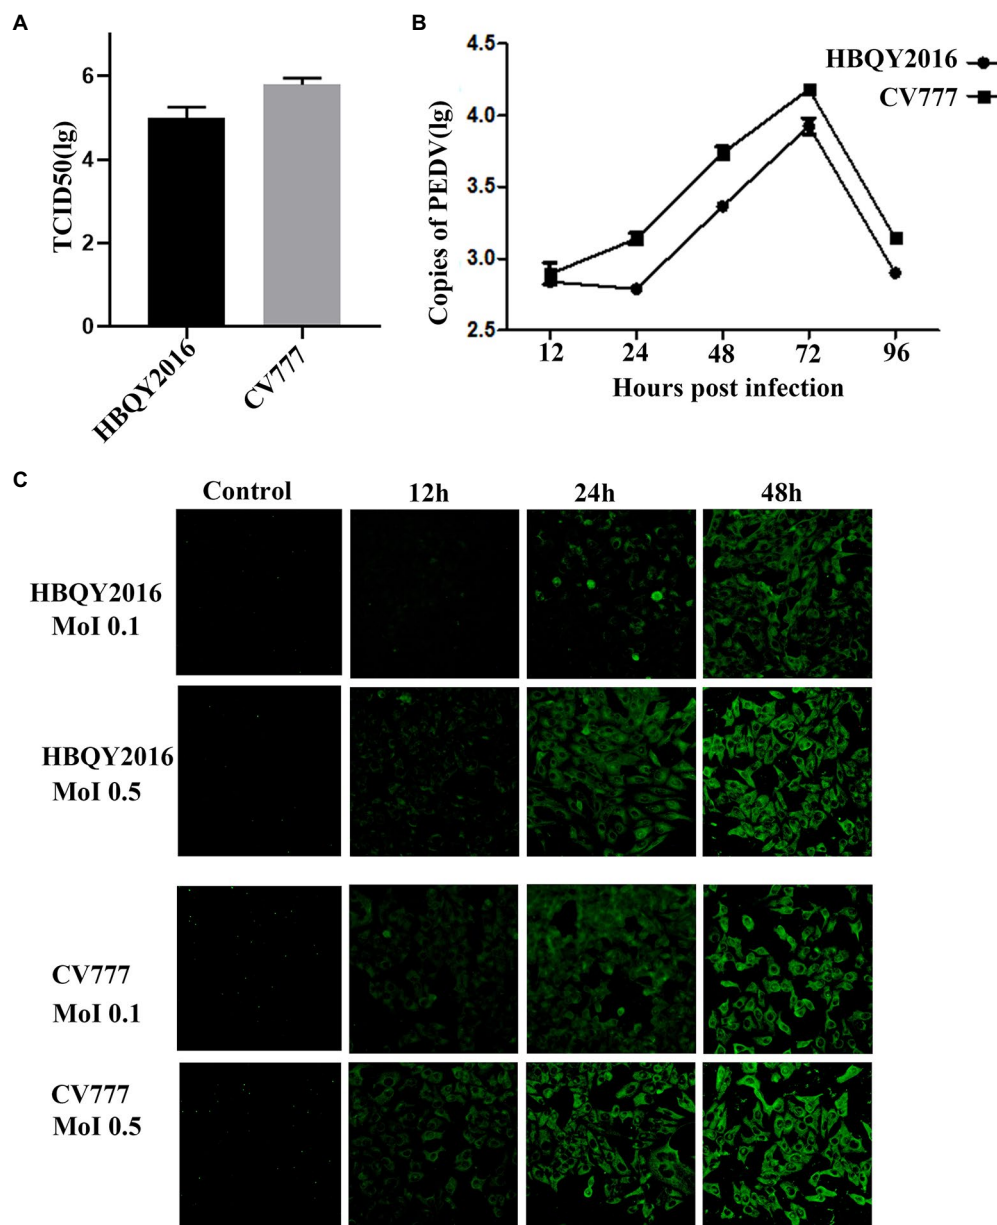 A
6
4
2
0
TCID50(lg)
HBQY2016
CV777
B
4.5
4.0
3.5
3.0
2.5
Copies of PEDV(lg)
12 24 48 72 96
Hours post infection
HBQY2016
CV777
C
Control 12h 24h 48h
HBQY2016
MoI 0.1
HBQY2016
MoI 0.5
CV777
MoI 0.1
CV777
MoI 0.5